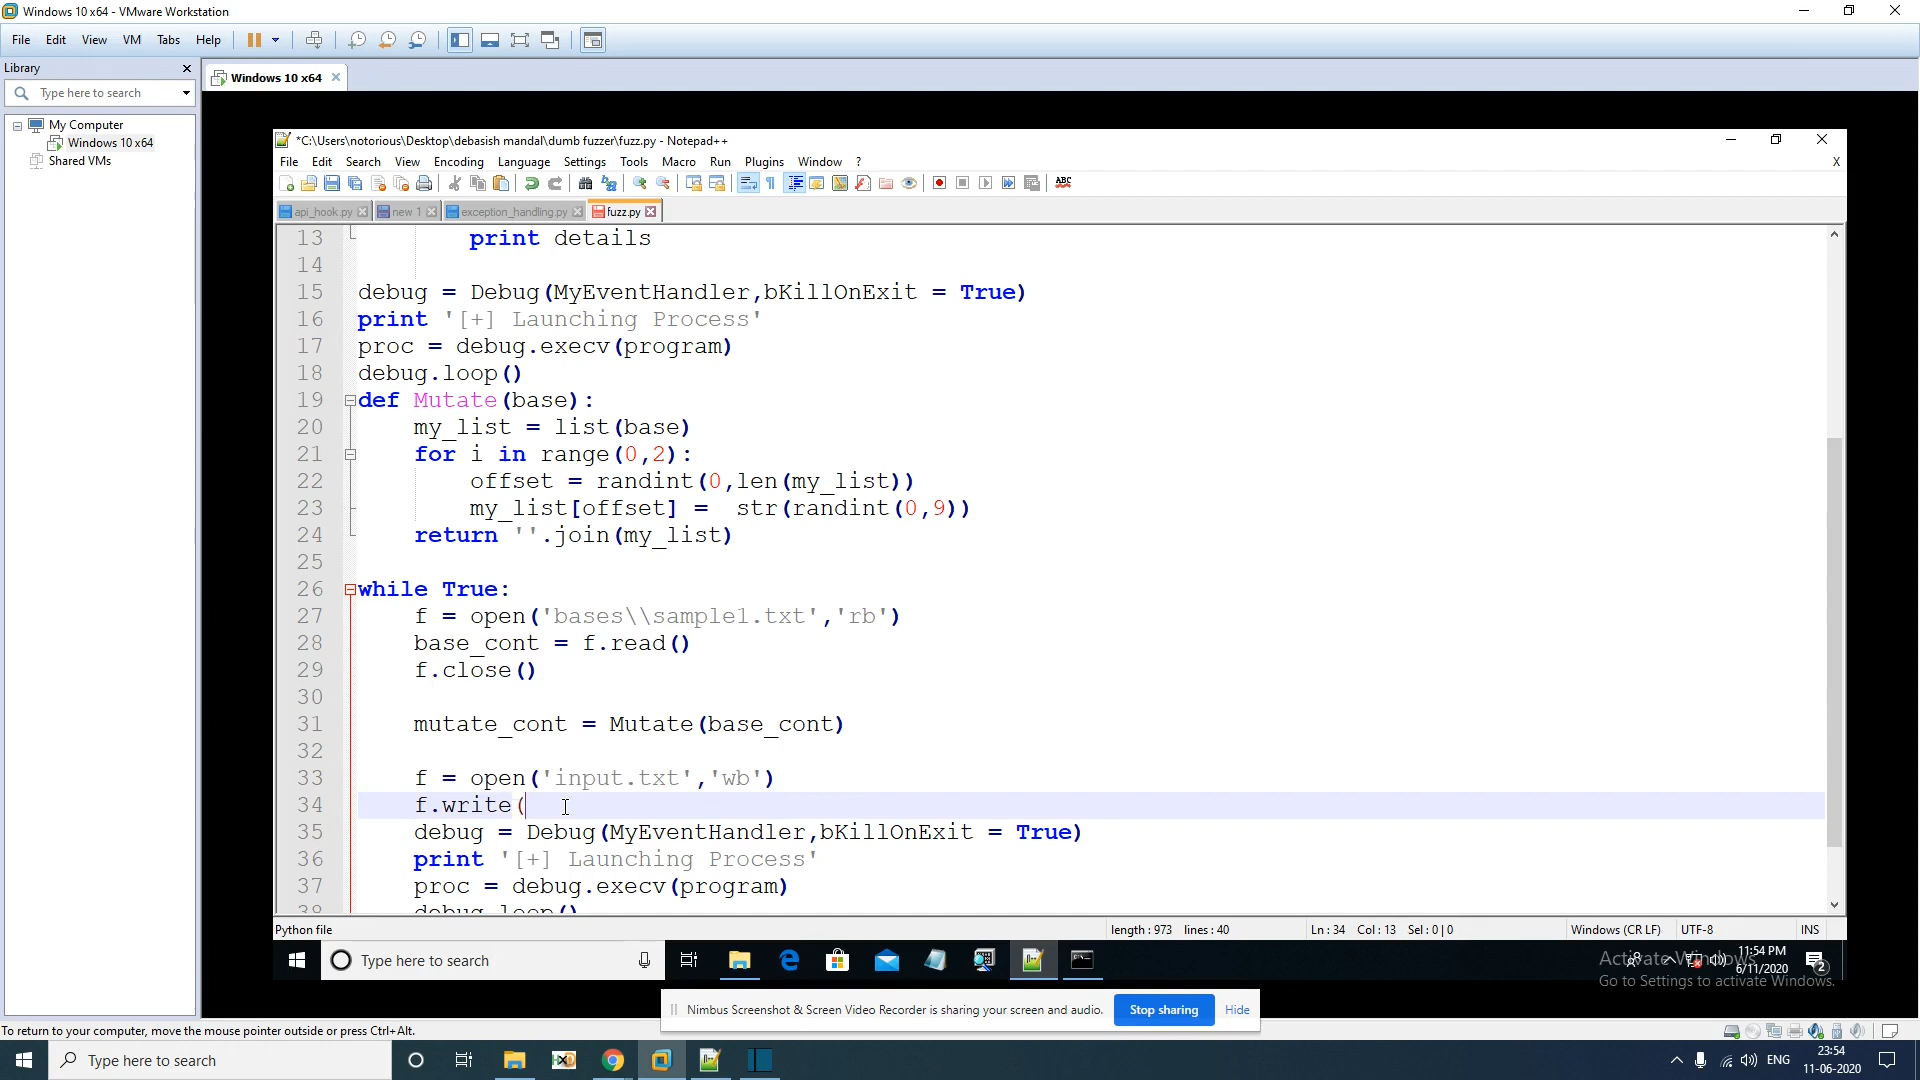 Windows 10 x64 - VMware Workstation
File Edit View VM Tabs Help
Library
Windows 10 x64
Type here to search
My Computer
Windows 10 x64
Shared VMs
*C:\Users\notorious\Desktop\debasish mandal\dumb fuzzer\fuzz.py - Notepad++
File Edit Search View Encoding Language Settings Tools Macro Run Plugins Window ? X
ABC
api_hook.py new 1 exception_handling.py fuzz.py
13 print details
14
15 debug = Debug(MyEventHandler,bKillOnExit = True)
16 print '[+] Launching Process'
17 proc = debug.execv(program)
18 debug.loop()
19 def Mutate(base):
20 my_list = list(base)
21 for i in range(0,2):
22 offset = randint(0,len(my_list))
23 my_list[offset] =  str(randint(0,9))
24 return ''.join(my_list)
25
26 while True:
27 f = open('bases\\sample1.txt','rb')
28 base_cont = f.read()
29 f.close()
30
31 mutate_cont = Mutate(base_cont)
32
33 f = open('input.txt','wb')
34 f.write(
35 debug = Debug(MyEventHandler,bKillOnExit = True)
36 print '[+] Launching Process'
37 proc = debug.execv(program)
38 debug.loop()
Python file length : 973 lines : 40 Ln : 34 Col : 13 Sel : 0 | 0 Windows (CR LF) UTF-8 INS
Type here to search
11:54 PM
6/11/2020
2
Activate Windows
Go to Settings to activate Windows.
Nimbus Screenshot & Screen Video Recorder is sharing your screen and audio. Stop sharing Hide
To return to your computer, move the mouse pointer outside or press Ctrl+Alt.
Type here to search
ENG
23:54
11-06-2020